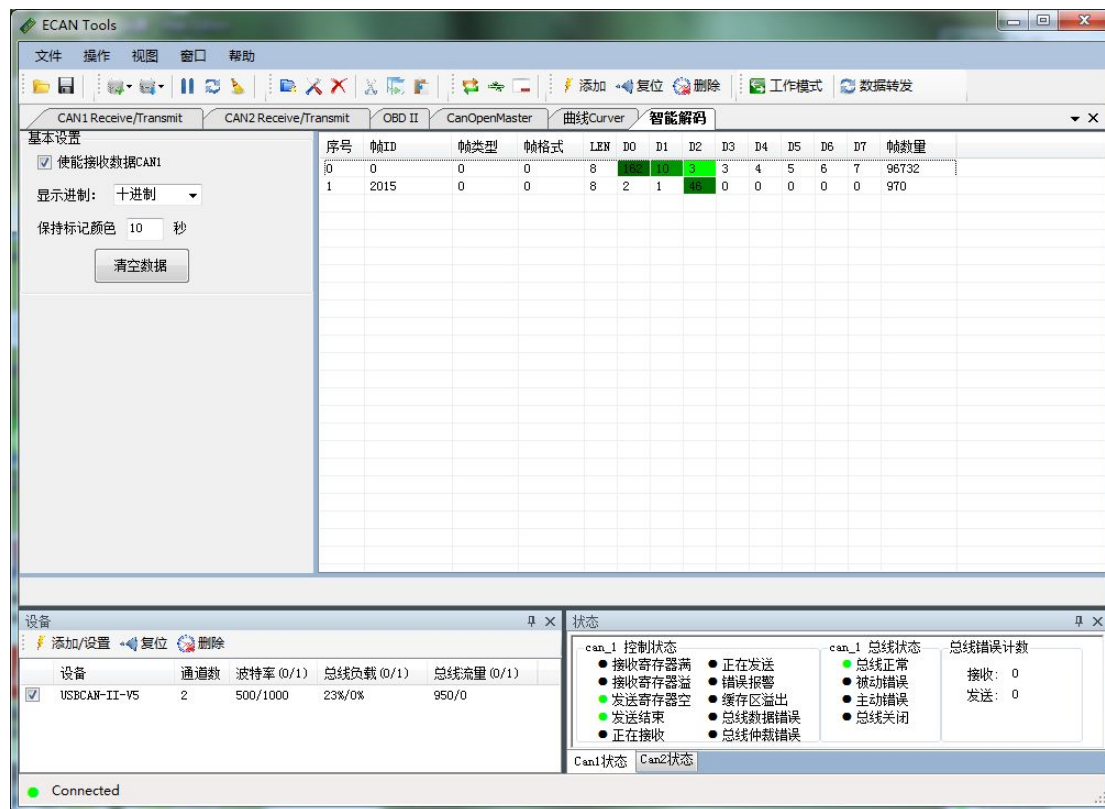 ECAN Tools
文件 操作 视图 窗口 帮助
添加 复位 删除 工作模式 数据转发
CAN1 Receive/Transmit CAN2 Receive/Transmit OBD II CanOpenMaster 曲线Curver 智能解码
基本设置
使能接收数据CAN1
显示进制: 十进制
保持标记颜色 10 秒
清空数据
序号 帧ID 帧类型 帧格式 LEN D0 D1 D2 D3 D4 D5 D6 D7 帧数量
0 0 0 0 8 162 10 3 3 4 5 6 7 96732
1 2015 0 0 8 2 1 46 0 0 0 0 0 970
设备
添加/设置 复位 删除
设备 通道数 波特率(0/1) 总线负载(0/1) 总线流量(0/1)
USBCAN-II-V5 2 500/1000 23%/0% 950/0
状态
can_1 控制状态
接收寄存器满 正在发送
接收寄存器溢 错误报警
发送寄存器空 缓存区溢出
发送结束 总线数据错误
正在接收 总线仲裁错误
can_1 总线状态
总线正常
被动错误
主动错误
总线关闭
总线错误计数
接收: 0
发送: 0
Can1状态 Can2状态
Connected